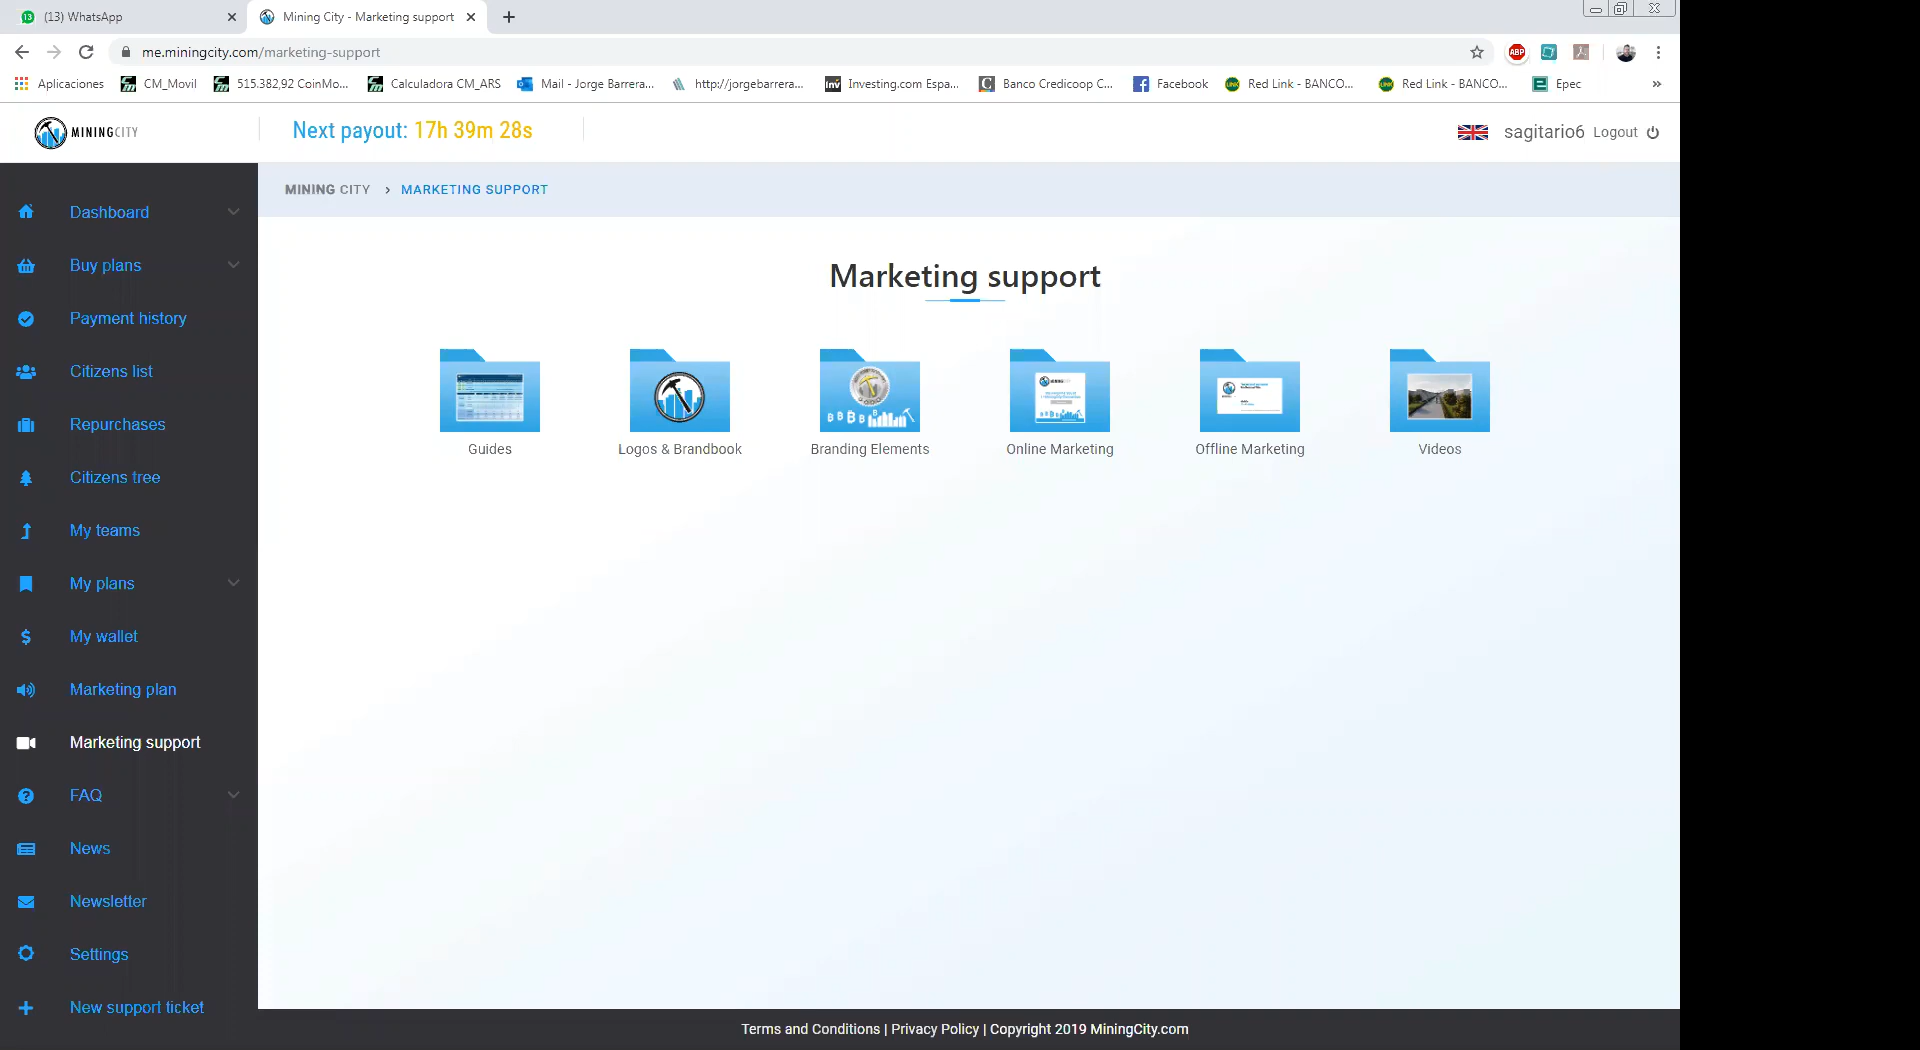 (13) WhatsApp
Mining City - Marketing support
me.miningcity.com/marketing-support
ABP
Aplicaciones
CM_Movil
515.382,92 CoinMo...
Calculadora CM_ARS
Mail - Jorge Barrera...
http://jorgebarrera...
Investing.com Espa...
Banco Credicoop C...
Facebook
Red Link - BANCO...
Red Link - BANCO...
Epec
MININGCITY
Next payout: 17h 39m 28s
sagitario6 Logout
MINING CITY > MARKETING SUPPORT
Dashboard
Buy plans
Payment history
Citizens list
Repurchases
Citizens tree
My teams
My plans
My wallet
Marketing plan
Marketing support
FAQ
News
Newsletter
Settings
New support ticket
Marketing support
Guides
Logos & Brandbook
Branding Elements
Online Marketing
Offline Marketing
Videos
Terms and Conditions | Privacy Policy | Copyright 2019 MiningCity.com